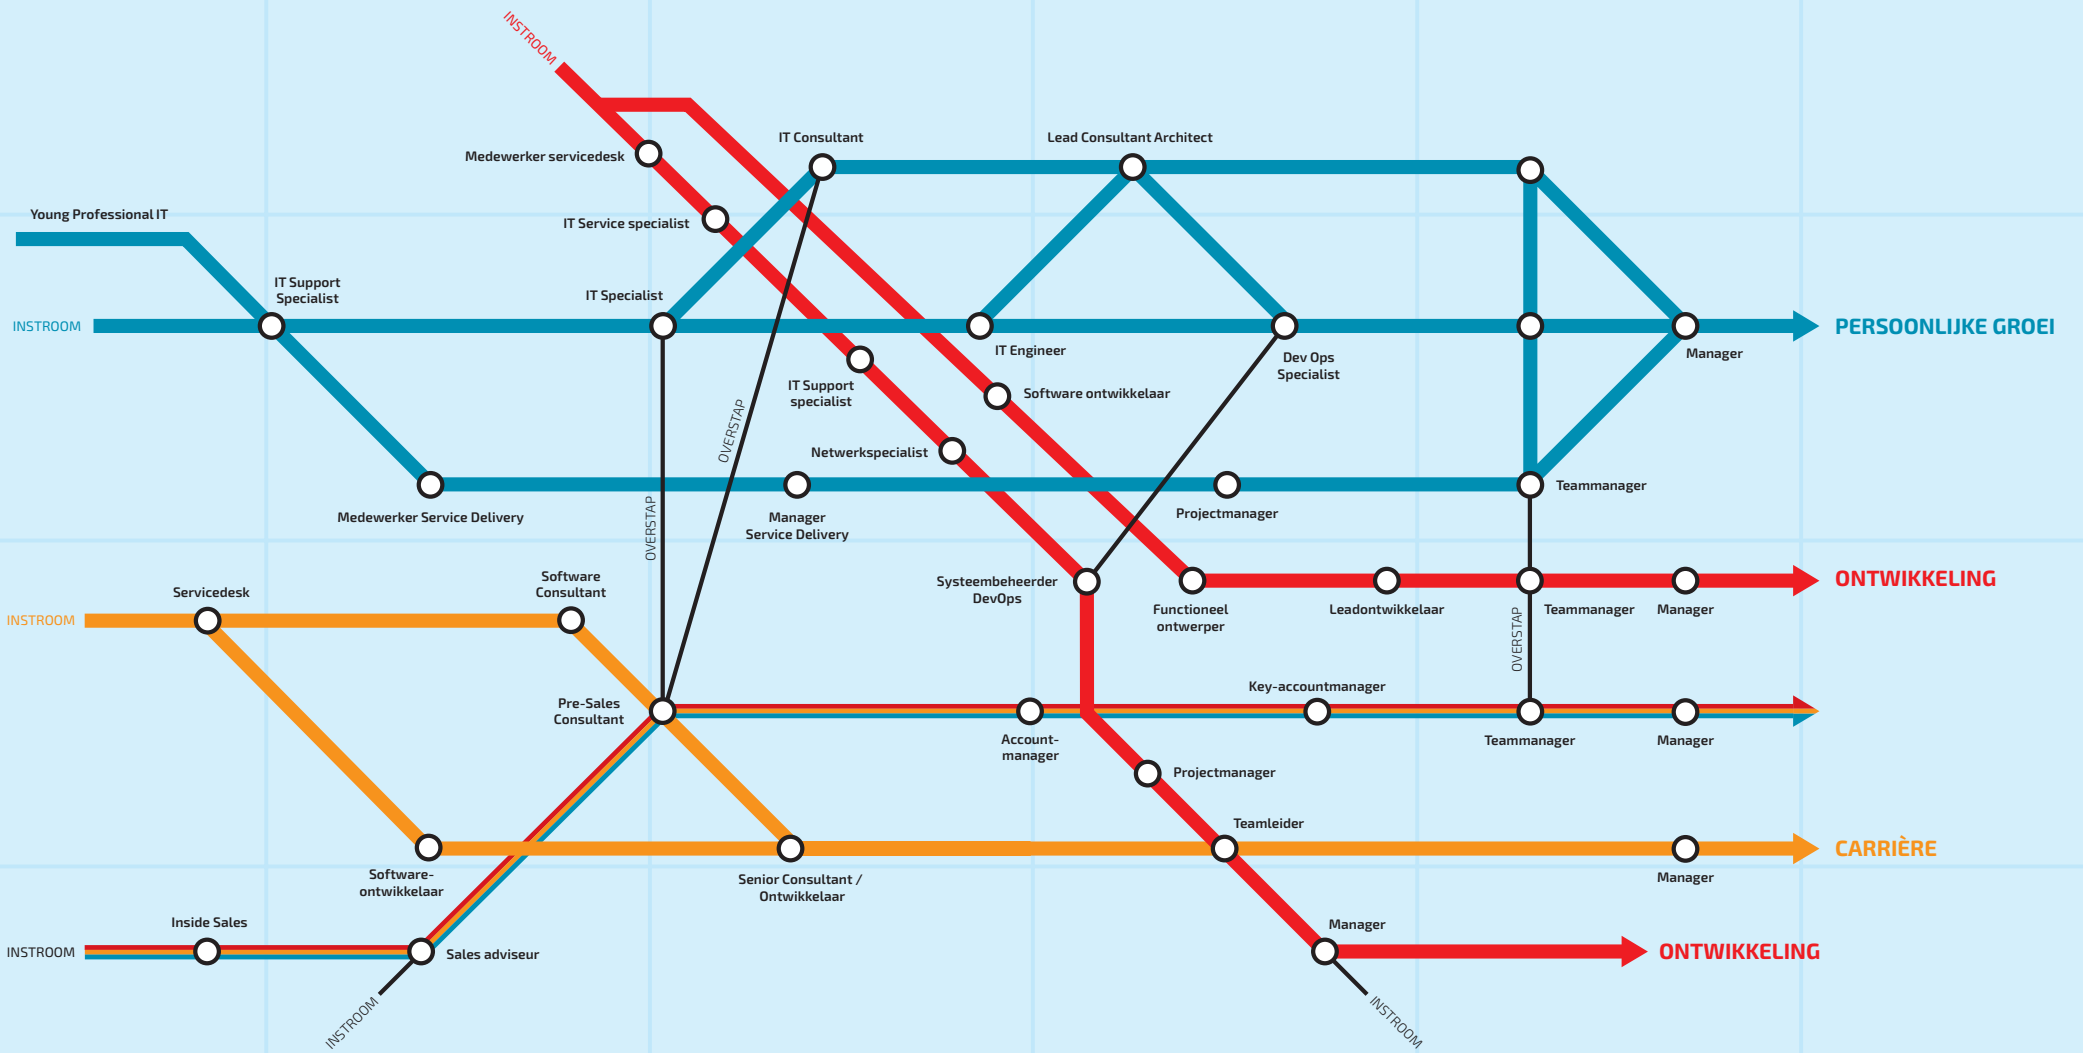 INSTROOM
IT Consultant
Lead Consultant Architect
Medewerker servicedesk
Young Professional IT
IT Service specialist
IT Support
Specialist
IT Specialist
INSTROOM
PERSOONLIJKE GROEI
IT Engineer
Dev Ops
Specialist
Manager
IT Support
specialist
Software ontwikkelaar
OVERSTAP
Netwerkspecialist
Teammanager
Medewerker Service Delivery
Manager
Service Delivery
Projectmanager
OVERSTAP
Software
Consultant
Servicedesk
Systeembeheerder
DevOps
ONTWIKKELING
INSTROOM
Functioneel
ontwerper
Leadontwikkelaar
Teammanager
Manager
OVERSTAP
Pre-Sales
Consultant
Key-accountmanager
Account-
manager
Teammanager
Manager
Projectmanager
Teamleider
CARRIÈRE
Software-
ontwikkelaar
Senior Consultant /
Ontwikkelaar
Manager
Inside Sales
Manager
INSTROOM
Sales adviseur
ONTWIKKELING
INSTROOM
INSTROOM